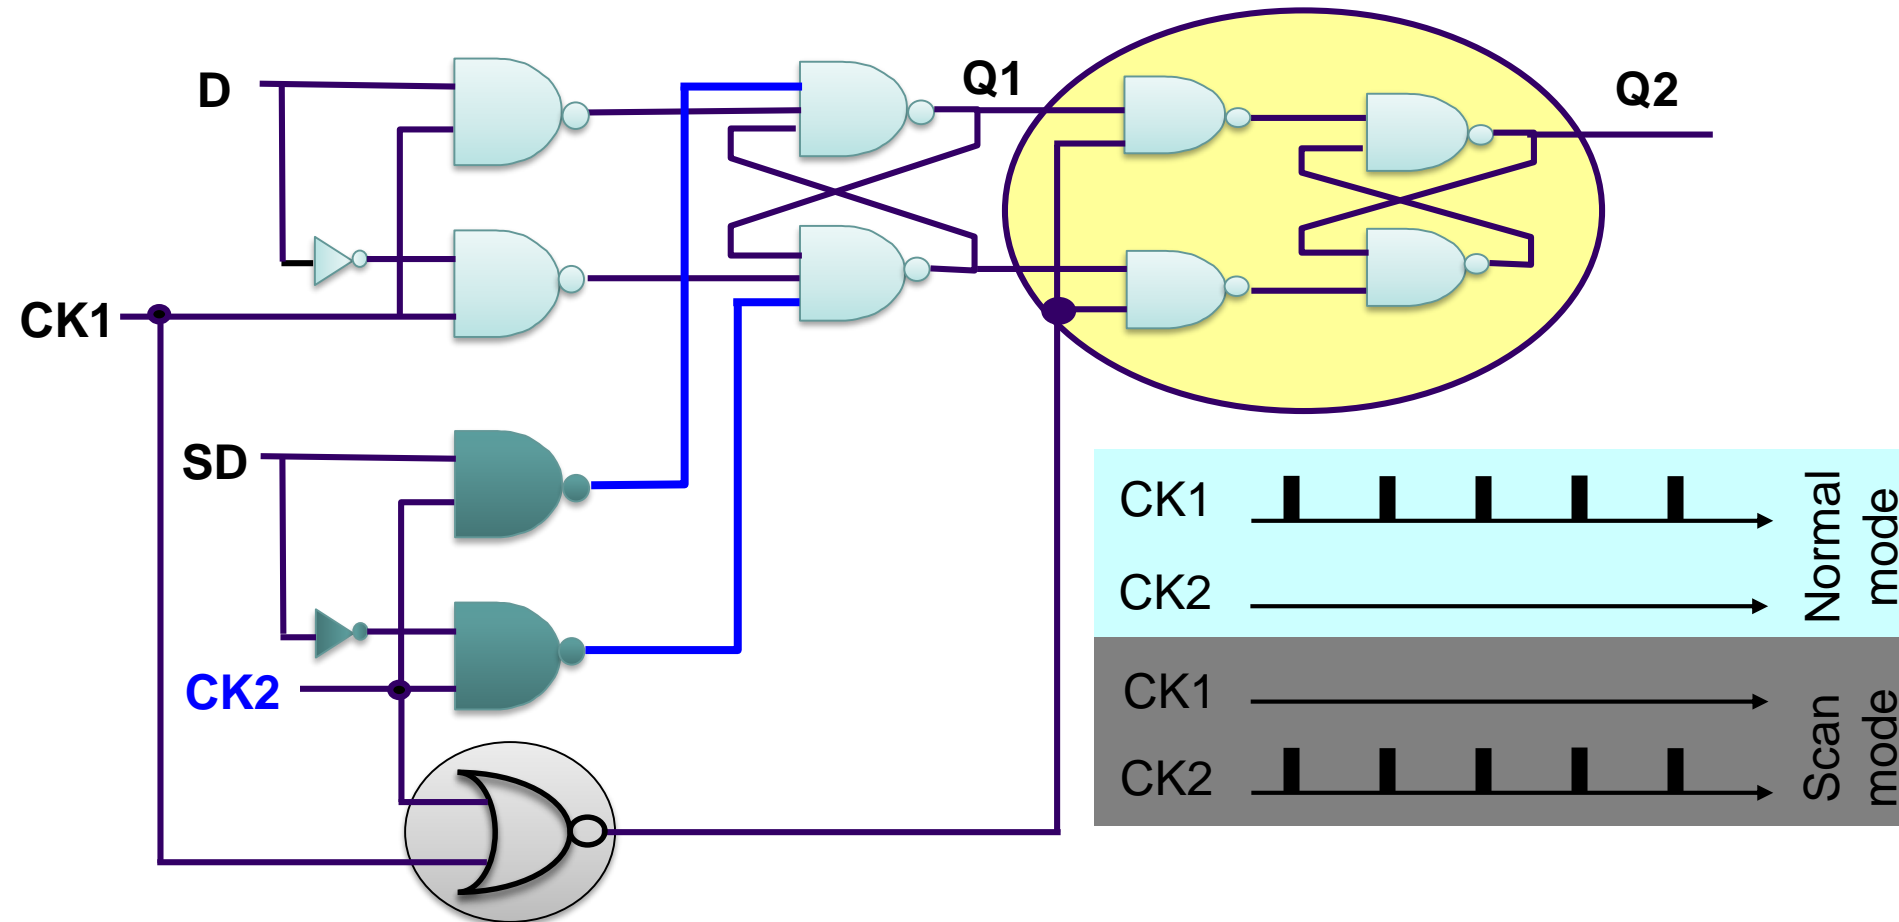 D
Q1
Q2
CK1
SD
CK2
CK1
CK2
Normal
mode
CK1
CK2
Scan
mode